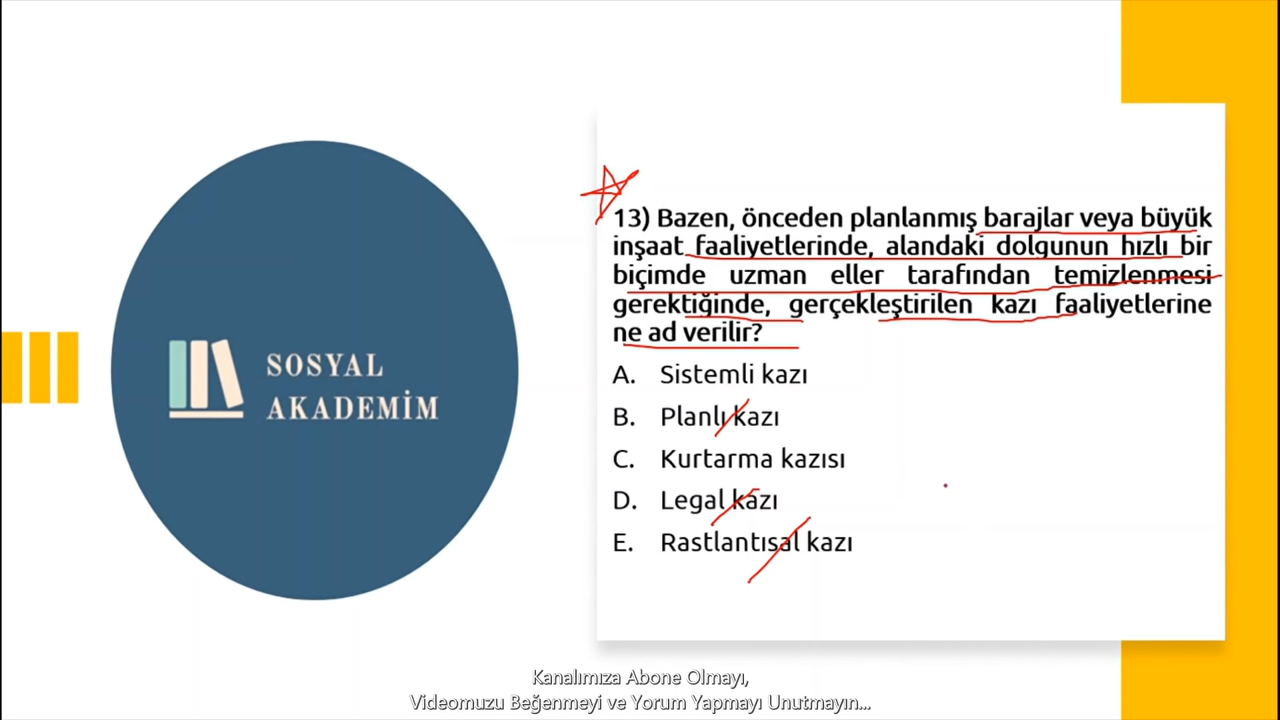 SOSYAL
AKADEMİM
13) Bazen, önceden planlanmış barajlar veya büyük
inşaat faaliyetlerinde, alandaki dolgunun hızlı bir
biçimde uzman eller tarafından temizlenmesi
gerektiğinde, gerçekleştirilen kazı faaliyetlerine
ne ad verilir?
A. Sistemli kazı
B. Planlı kazı
C. Kurtarma kazısı
D. Legal kazı
E. Rastlantısal kazı
Kanalımıza Abone Olmayı,
Videomuzu Beğenmeyi ve Yorum Yapmayı Unutmayın...